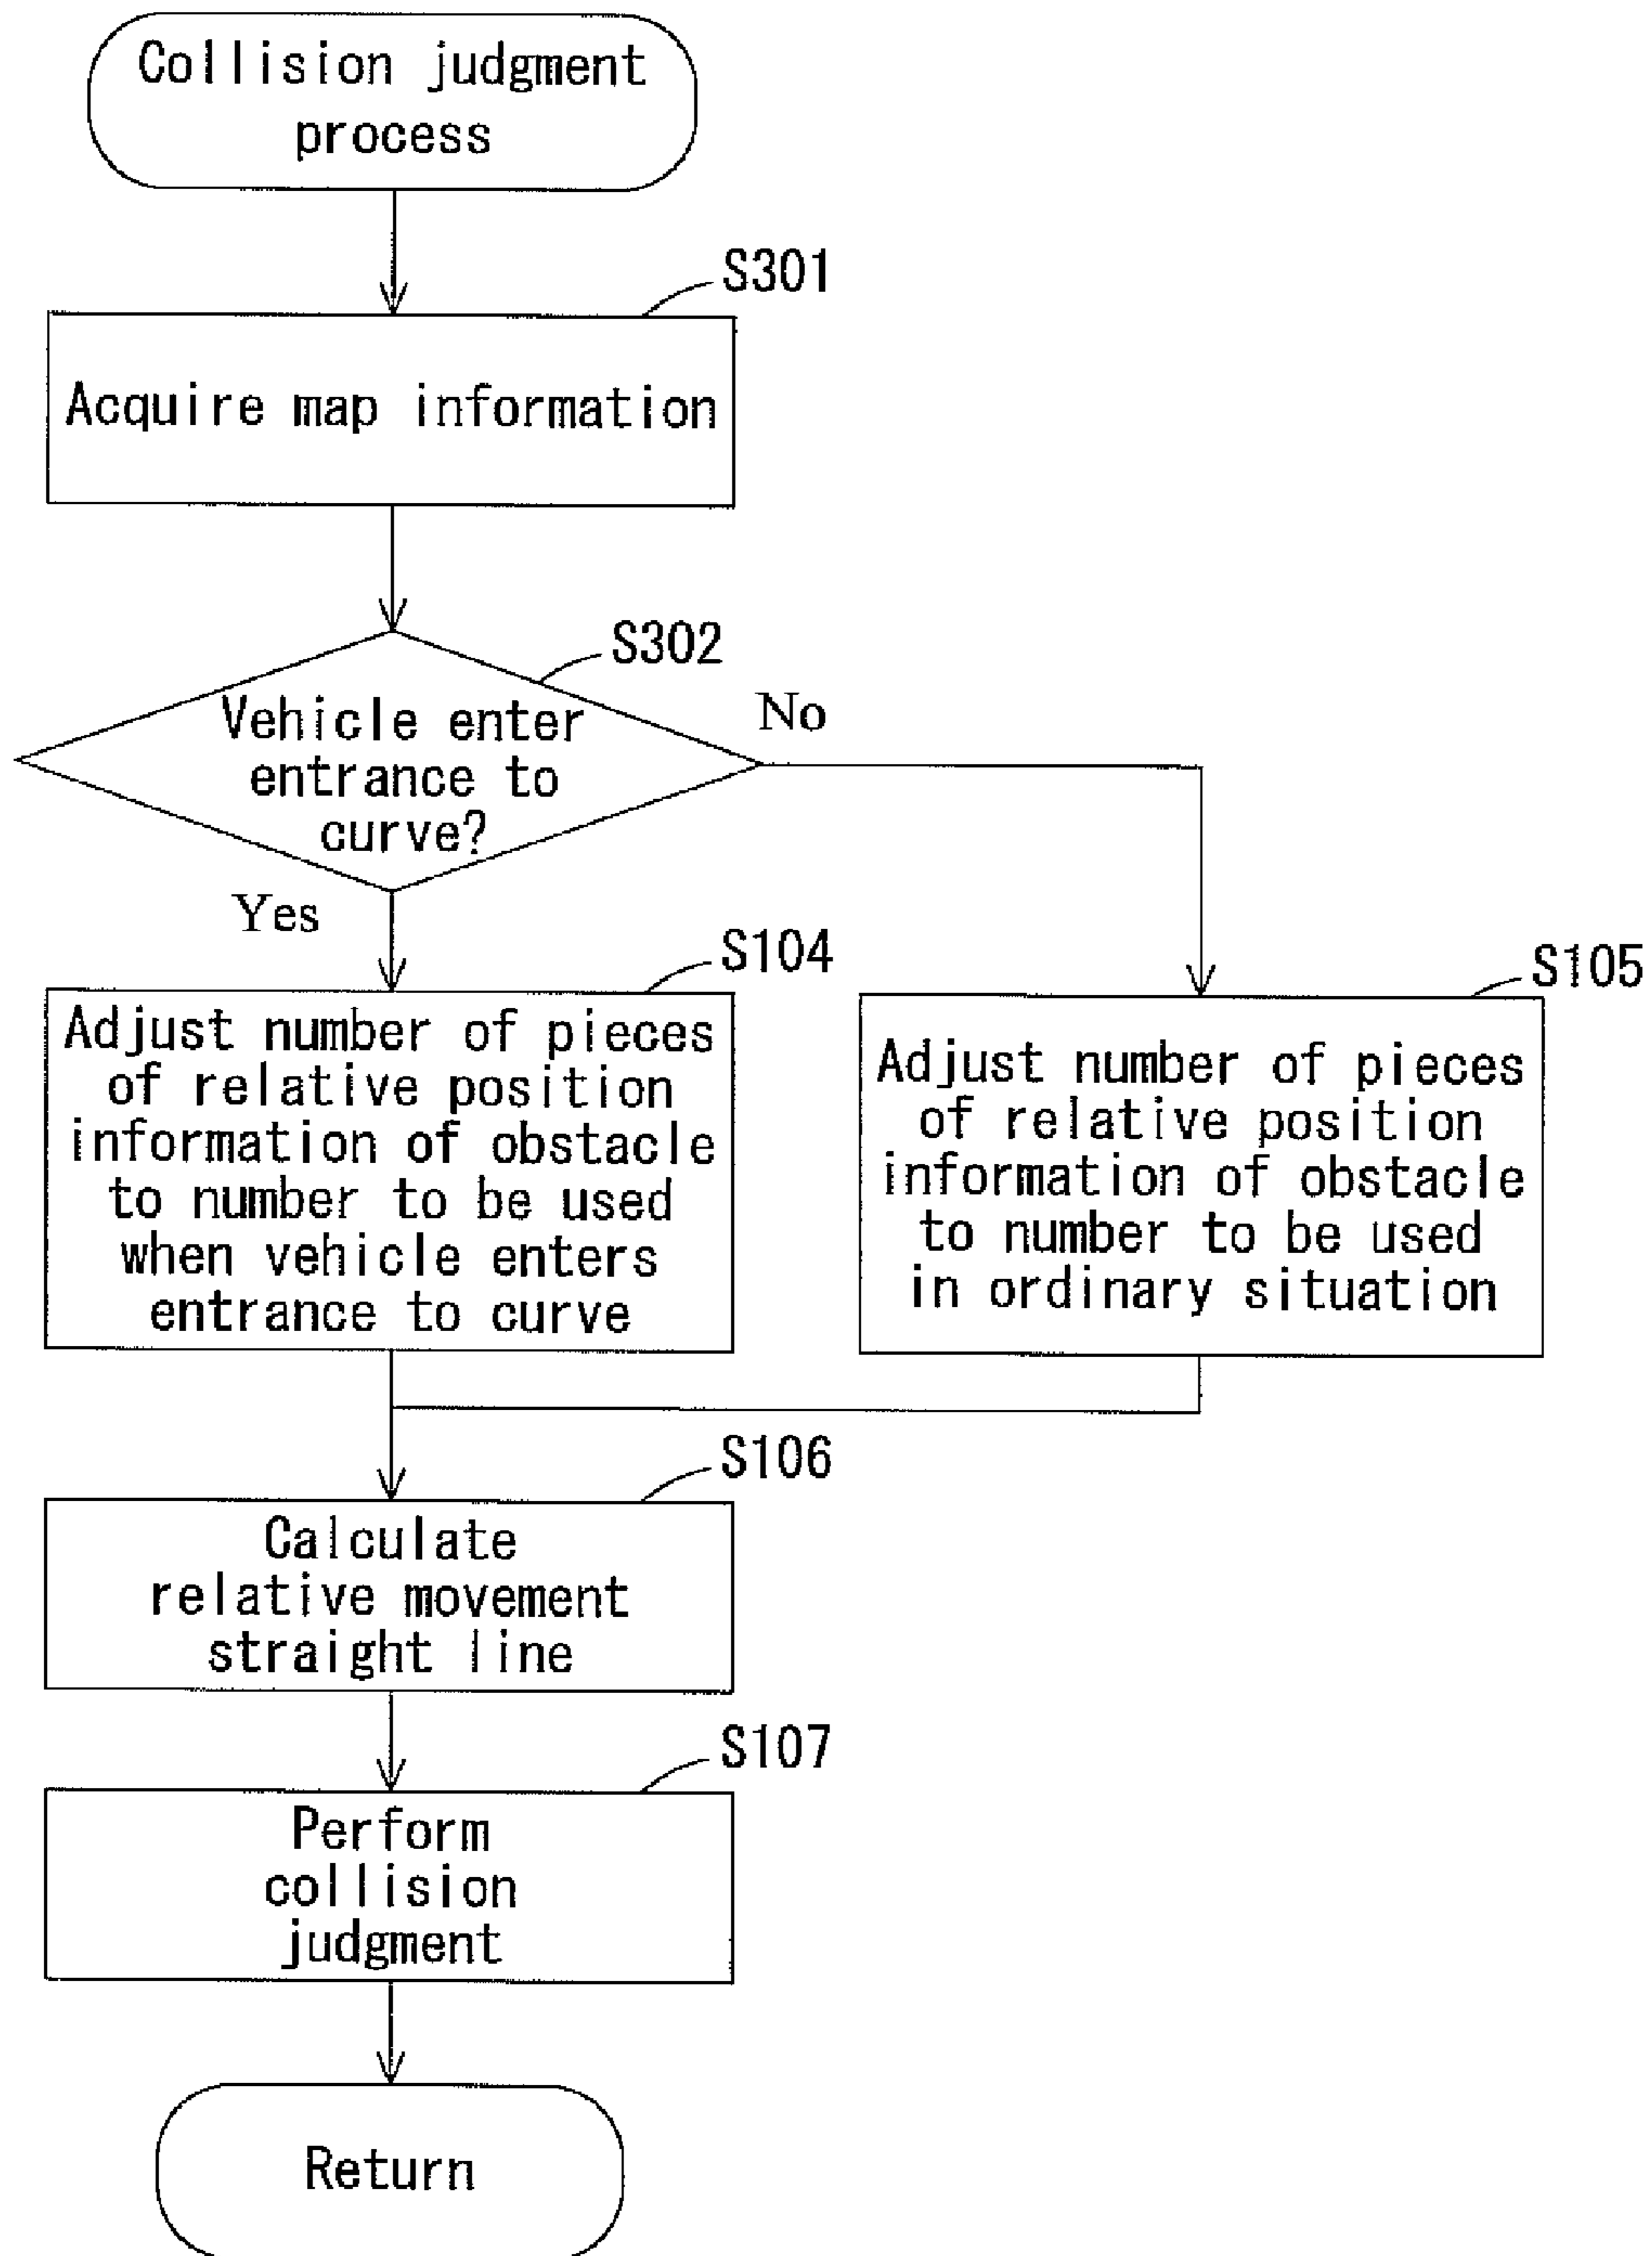 Collision judgment
process
S301
Acquire map information
S302
Vehicle enter
entrance to
curve?
No
Yes
S104
Adjust number of pieces
of relative position
information of obstacle
to number to be used
when vehicle enters
entrance to curve
S105
Adjust number of pieces
of relative position
information of obstacle
to number to be used
in ordinary situation
S106
Calculate
relative movement
straight line
S107
Perform
collision
judgment
Return